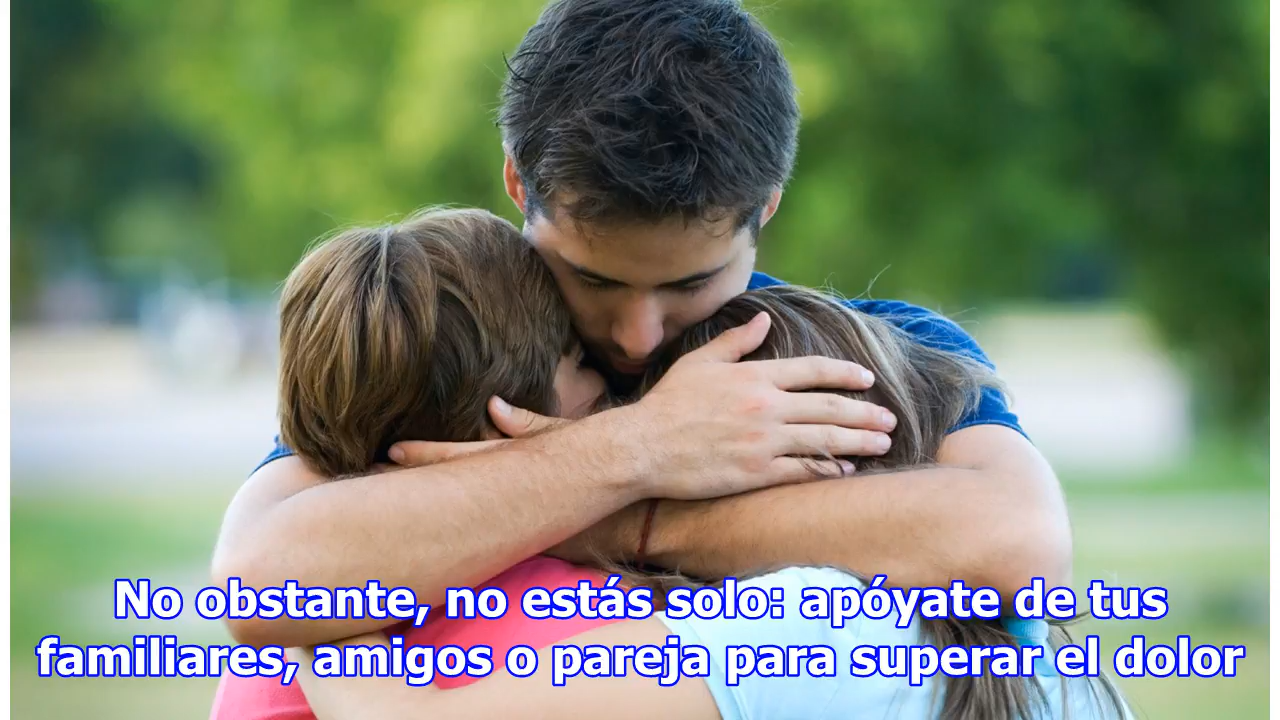 No obstante, no estás solo: apóyate de tus
familiares, amigos o pareja para superar el dolor